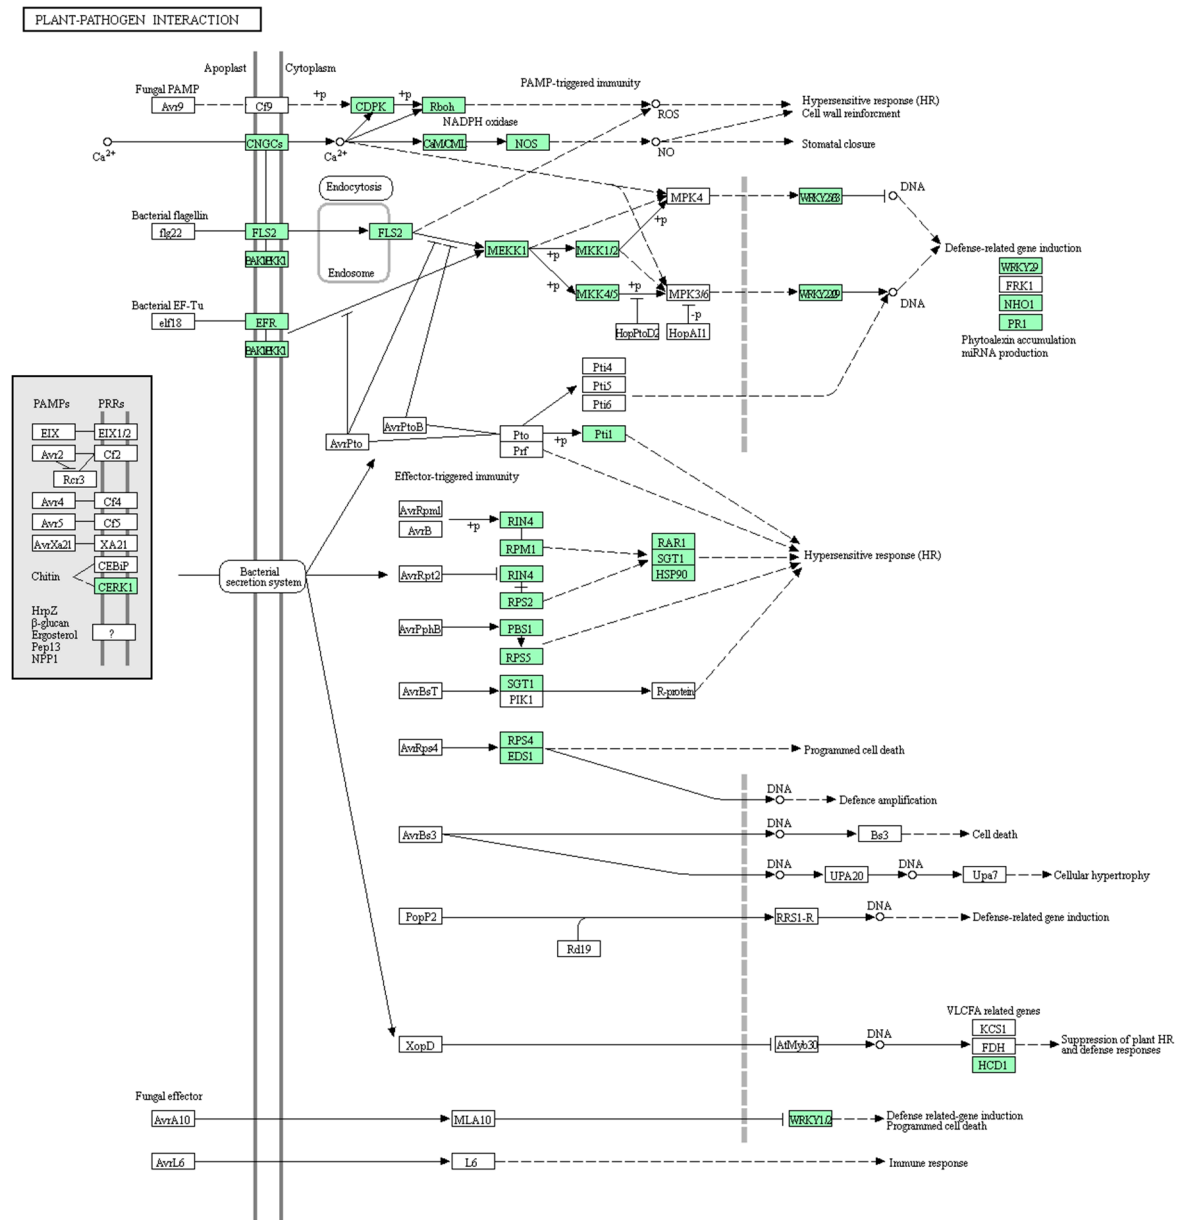 PLANT-PATHOGEN INTERACTION
Apoplast
Cytoplasm
PAMP-triggered immunity
Fungal PAMP
Avr9
Cf9
+p
CDPK
+p
Rboh
NADPH oxidase
ROS
Hypersensitive response (HR)
Cell wall reinforcment
Ca2+
CNGCs
Ca2+
CaM/CML
NOS
NO
Stomatal closure
Endocytosis
MPK4
DNA
Bacterial flagellin
flg22
FLS2
FLS2
Endosome
+p
MEKK1
+p
MKK1/2
Defense-related gene induction
WRKY29
FRK1
NHO1
PR1
Phytoalexin accumulation
miRNA production
+p
MKK4/5
+p
MPK3/6
DNA
Bacterial EF-Tu
elf18
EFR
HopPtoD2
-p
HopAI1
Pti4
Pti5
Pti6
AvrPto
AvrPtoB
Pto
Prf
+p
Pti1
PAMPs
PRRs
EIX
EIX1/2
Avr2
Cf2
Rcr3
Avr4
Cf4
Avr5
Cf5
AvrXa21
XA21
Chitin
CEBiP
CERK1
HrpZ
β-glucan
Ergosterol
Pep13
NPP1
?
Effector-triggered immunity
AvrRpm1
AvrB
+p
RIN4
RPM1
RAR1
SGT1
HSP90
Hypersensitive response (HR)
Bacterial
secretion system
AvrRpt2
RIN4
RPS2
AvrPphB
PBS1
RPS5
AvrBsT
SGT1
PIK1
R-protein
AvrRps4
RPS4
EDS1
Programmed cell death
DNA
Defence amplification
AvrBs3
DNA
Bs3
Cell death
DNA
UPA20
DNA
Upa7
Cellular hypertrophy
PopP2
Rd19
RRS1-R
DNA
Defense-related gene induction
XopD
AtMyb30
DNA
VLCFA related genes
KCS1
FDH
HCD1
Suppression of plant HR
and defense responses
Fungal effector
AvrA10
MLA10
WRKY1/2
Defense related-gene induction
Programmed cell death
AvrL6
L6
Immune response